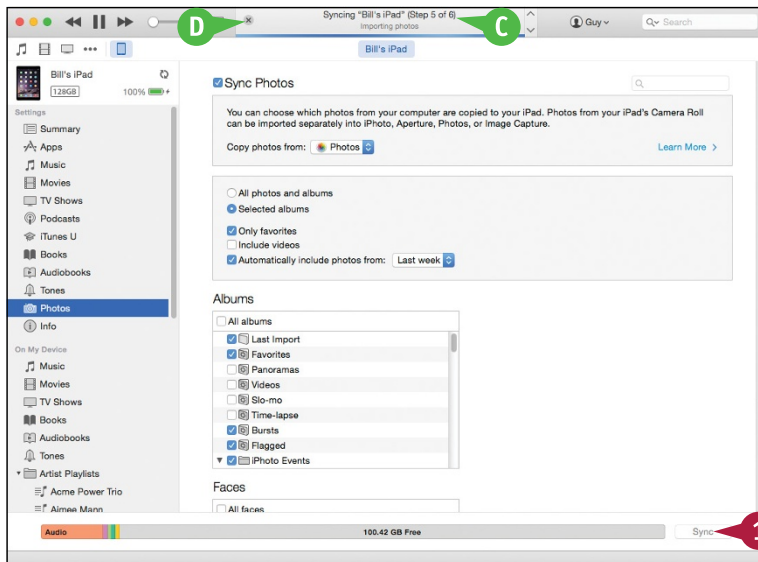 D
Syncing “Bill's iPad” (Step 5 of 6)
Importing photos
C
Guy
Search
Bill's iPad
Bill's iPad
128GB
100%
Settings
Summary
Apps
Music
Movies
TV Shows
Podcasts
iTunes U
Books
Audiobooks
Tones
Photos
Info
On My Device
Music
Movies
TV Shows
Books
Audiobooks
Tones
Artist Playlists
Acme Power Trio
Aimee Mann
Sync Photos
You can choose which photos from your computer are copied to your iPad. Photos from your iPad's Camera Roll
can be imported separately into iPhoto, Aperture, Photos, or Image Capture.
Copy photos from: Photos
Learn More >
All photos and albums
Selected albums
Only favorites
Include videos
Automatically include photos from: Last week
Albums
All albums
Last Import
Favorites
Panoramas
Videos
Slo-mo
Time-lapse
Bursts
Flagged
iPhoto Events
Faces
All faces
Audio
100.42 GB Free
Sync